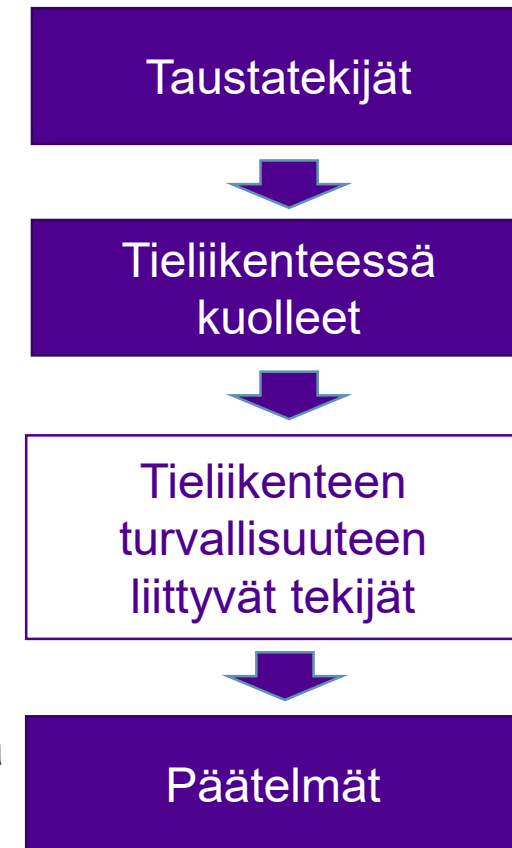 Taustatekijät
Tieliikenteessä
kuolleet
Tieliikenteen
turvallisuuteen
liittyvät tekijät
Päätelmät